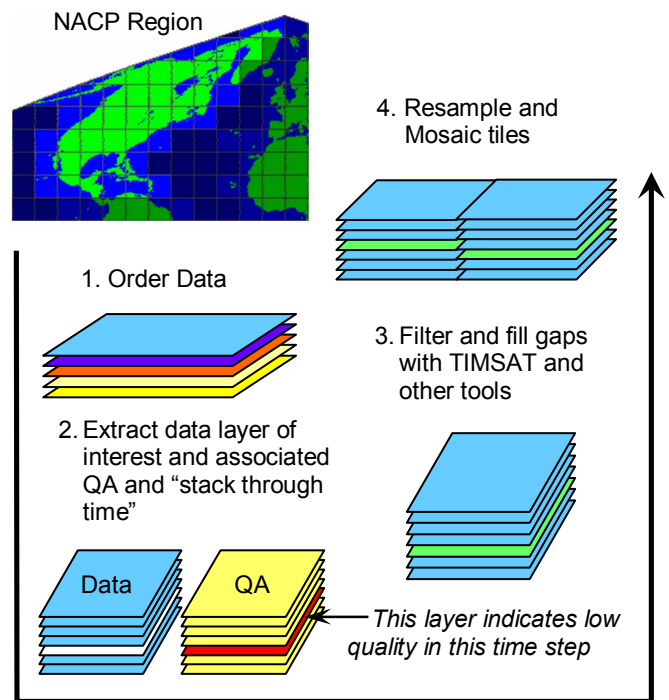 NACP Region
4. Resample and
Mosaic tiles
1. Order Data
3. Filter and fill gaps
with TIMSAT and
other tools
2. Extract data layer of
interest and associated
QA and “stack through
time”
Data
QA
This layer indicates low
quality in this time step